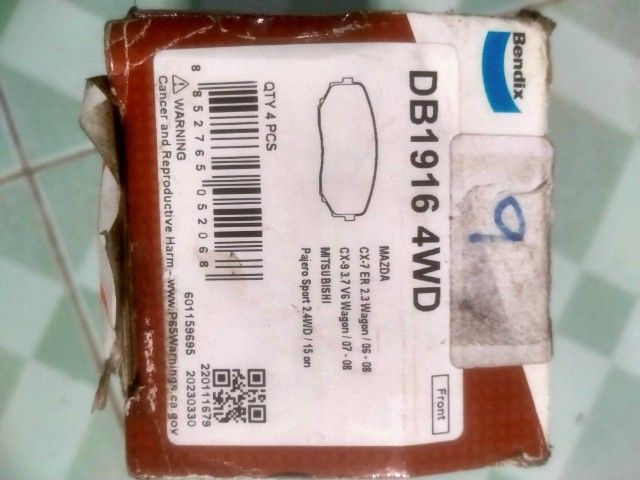 Bendix
DB1916 4WD
9
Front
MAZDA
CX-7 ER 2.3 Wagon / 06 - 08
CX-9 3.7 V6 Wagon / 07 - 08
MITSUBISHI
Pajero Sport 2.4WD / 15 on
QTY 4 PCS
8 852765 052068
WARNING
Cancer and Reproductive Harm - www.P65Warnings.ca.gov
601159695
220111679
20230330